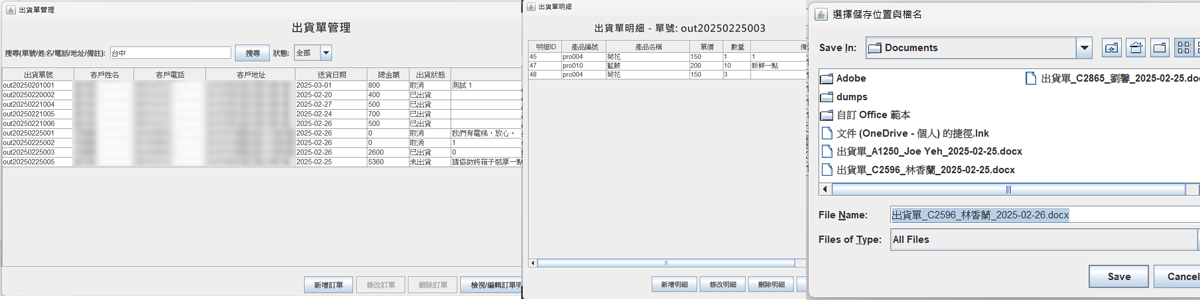 出貨單管理
出貨單管理
搜尋(單號/姓名/電話/地址/備註): 台中 搜尋 狀態: 全部
出貨單號 客戶姓名 客戶電話 客戶地址 送貨日期 總金額 出貨狀態
out20250201001 2025-03-01 800 取消 測試 1
out20250220002 2025-02-20 400 已出貨
out20250221004 2025-02-27 500 已出貨
out20250221005 2025-02-24 700 已出貨
out20250221006 2025-02-26 500 已出貨
out20250225001 2025-02-26 0 取消 我們有電梯，放心。
out20250225002 2025-02-26 0 取消 1
out20250225003 2025-02-26 2600 已出貨 0
out20250225005 2025-02-25 5360 未出貨 請協助將箱子裝厚一點
新增訂單 修改訂單 刪除訂單 檢視/編輯訂單明
出貨單明細
出貨單明細 - 單號: out20250225003
明細ID 產品編號 產品名稱 單價 數量
45 pro004 菊花 150 1 1
47 pro010 藍鬚 200 10 新鮮一點
48 pro004 菊花 150 3
新增明細 修改明細 刪除明細
選擇儲存位置與檔名
Save In: Documents
Adobe
dumps
自訂 Office 範本
文件 (OneDrive - 個人) 的捷徑.lnk
出貨單_A1250_Joe Yeh_2025-02-25.docx
出貨單_C2596_林香蘭_2025-02-25.docx
出貨單_C2865_劉馨_2025-02-25.do
File Name: 出貨單_C2596_林香蘭_2025-02-26.docx
Files of Type: All Files
Save Cancel